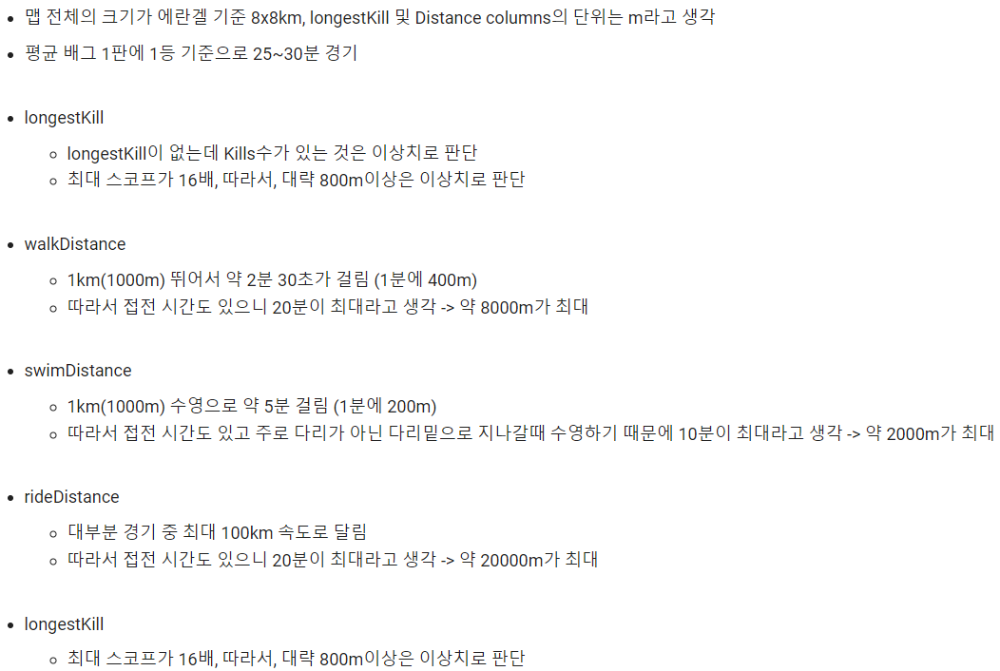 맵 전체의 크기가 에란겔 기준 8x8km, longestKill 및 Distance columns의 단위는 m라고 생각
평균 배그 1판에 1등 기준으로 25~30분 경기
longestKill
longestKill이 없는데 Kills수가 있는 것은 이상치로 판단
최대 스코프가 16배, 따라서, 대략 800m이상은 이상치로 판단
walkDistance
1km(1000m) 뛰어서 약 2분 30초가 걸림 (1분에 400m)
따라서 접전 시간도 있으니 20분이 최대라고 생각 -> 약 8000m가 최대
swimDistance
1km(1000m) 수영으로 약 5분 걸림 (1분에 200m)
따라서 접전 시간도 있고 주로 다리가 아닌 다리밑으로 지나갈때 수영하기 때문에 10분이 최대라고 생각 -> 약 2000m가 최대
rideDistance
대부분 경기 중 최대 100km 속도로 달림
따라서 접전 시간도 있으니 20분이 최대라고 생각 -> 약 20000m가 최대
longestKill
최대 스코프가 16배, 따라서, 대략 800m이상은 이상치로 판단